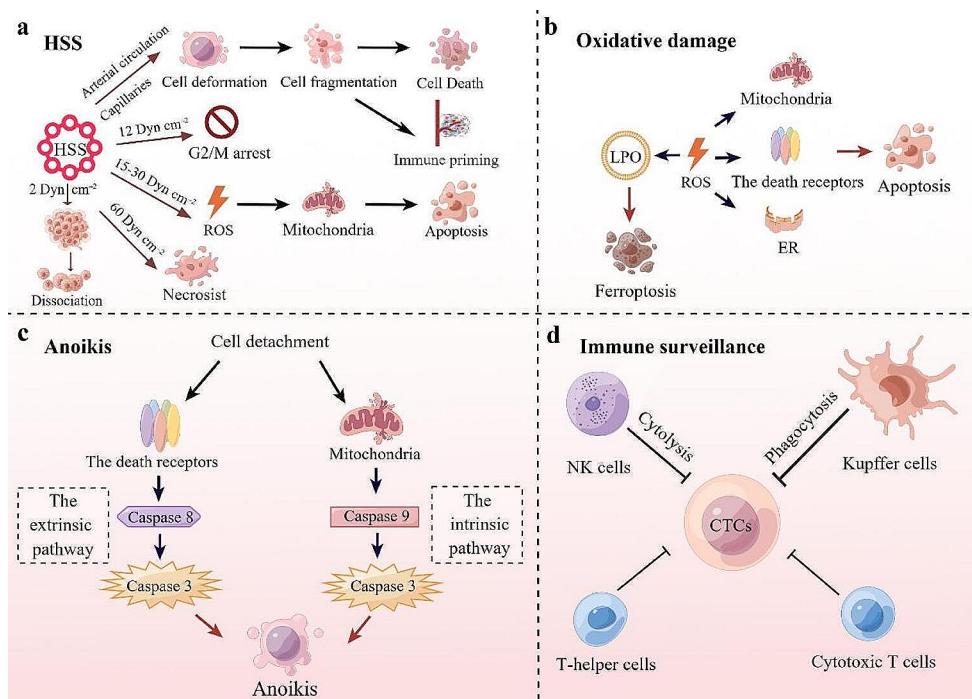 a
HSS
Arterial circulation
Capillaries
Cell deformation
Cell fragmentation
Cell Death
HSS
12 Dyn cm⁻²
G2/M arrest
Immune priming
2 Dyn cm⁻²
15-30 Dyn cm⁻²
60 Dyn cm⁻²
ROS
Mitochondria
Apoptosis
Dissociation
Necrosist
b
Oxidative damage
Mitochondria
LPO
ROS
The death receptors
Apoptosis
ER
Ferroptosis
c
Anoikis
Cell detachment
The death receptors
Mitochondria
The
extrinsic
pathway
Caspase 8
Caspase 9
The
intrinsic
pathway
Caspase 3
Caspase 3
Anoikis
d
Immune surveillance
NK cells
Cytolysis
Phagocytosis
Kupffer cells
CTCs
T-helper cells
Cytotoxic T cells